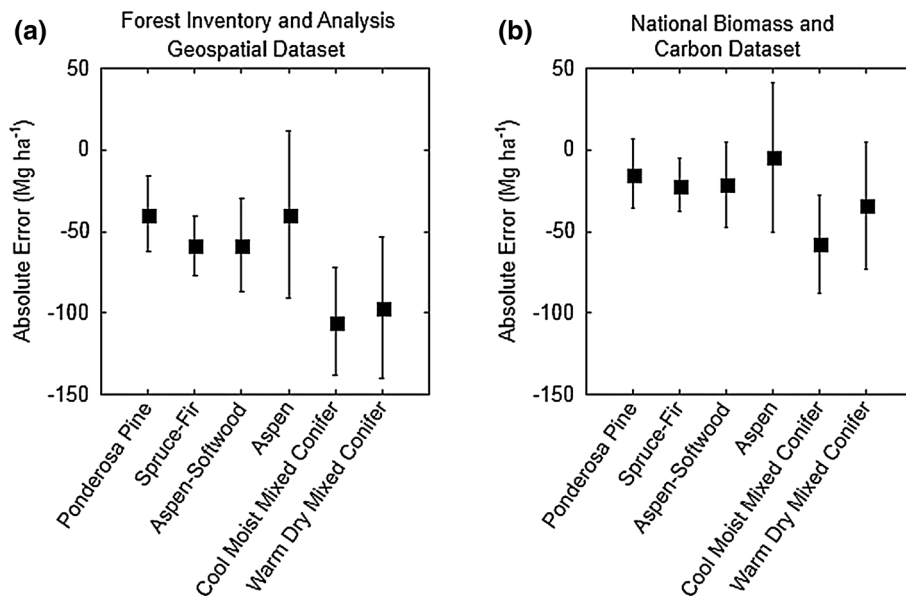 (a)
Forest Inventory and Analysis
Geospatial Dataset
Absolute Error (Mg ha⁻¹)
50
0
-50
-100
-150
Ponderosa Pine
Spruce-Fir
Aspen-Softwood
Aspen
Cool Moist Mixed Conifer
Warm Dry Mixed Conifer
(b)
National Biomass and
Carbon Dataset
Absolute Error (Mg ha⁻¹)
50
0
-50
-100
-150
Ponderosa Pine
Spruce-Fir
Aspen-Softwood
Aspen
Cool Moist Mixed Conifer
Warm Dry Mixed Conifer